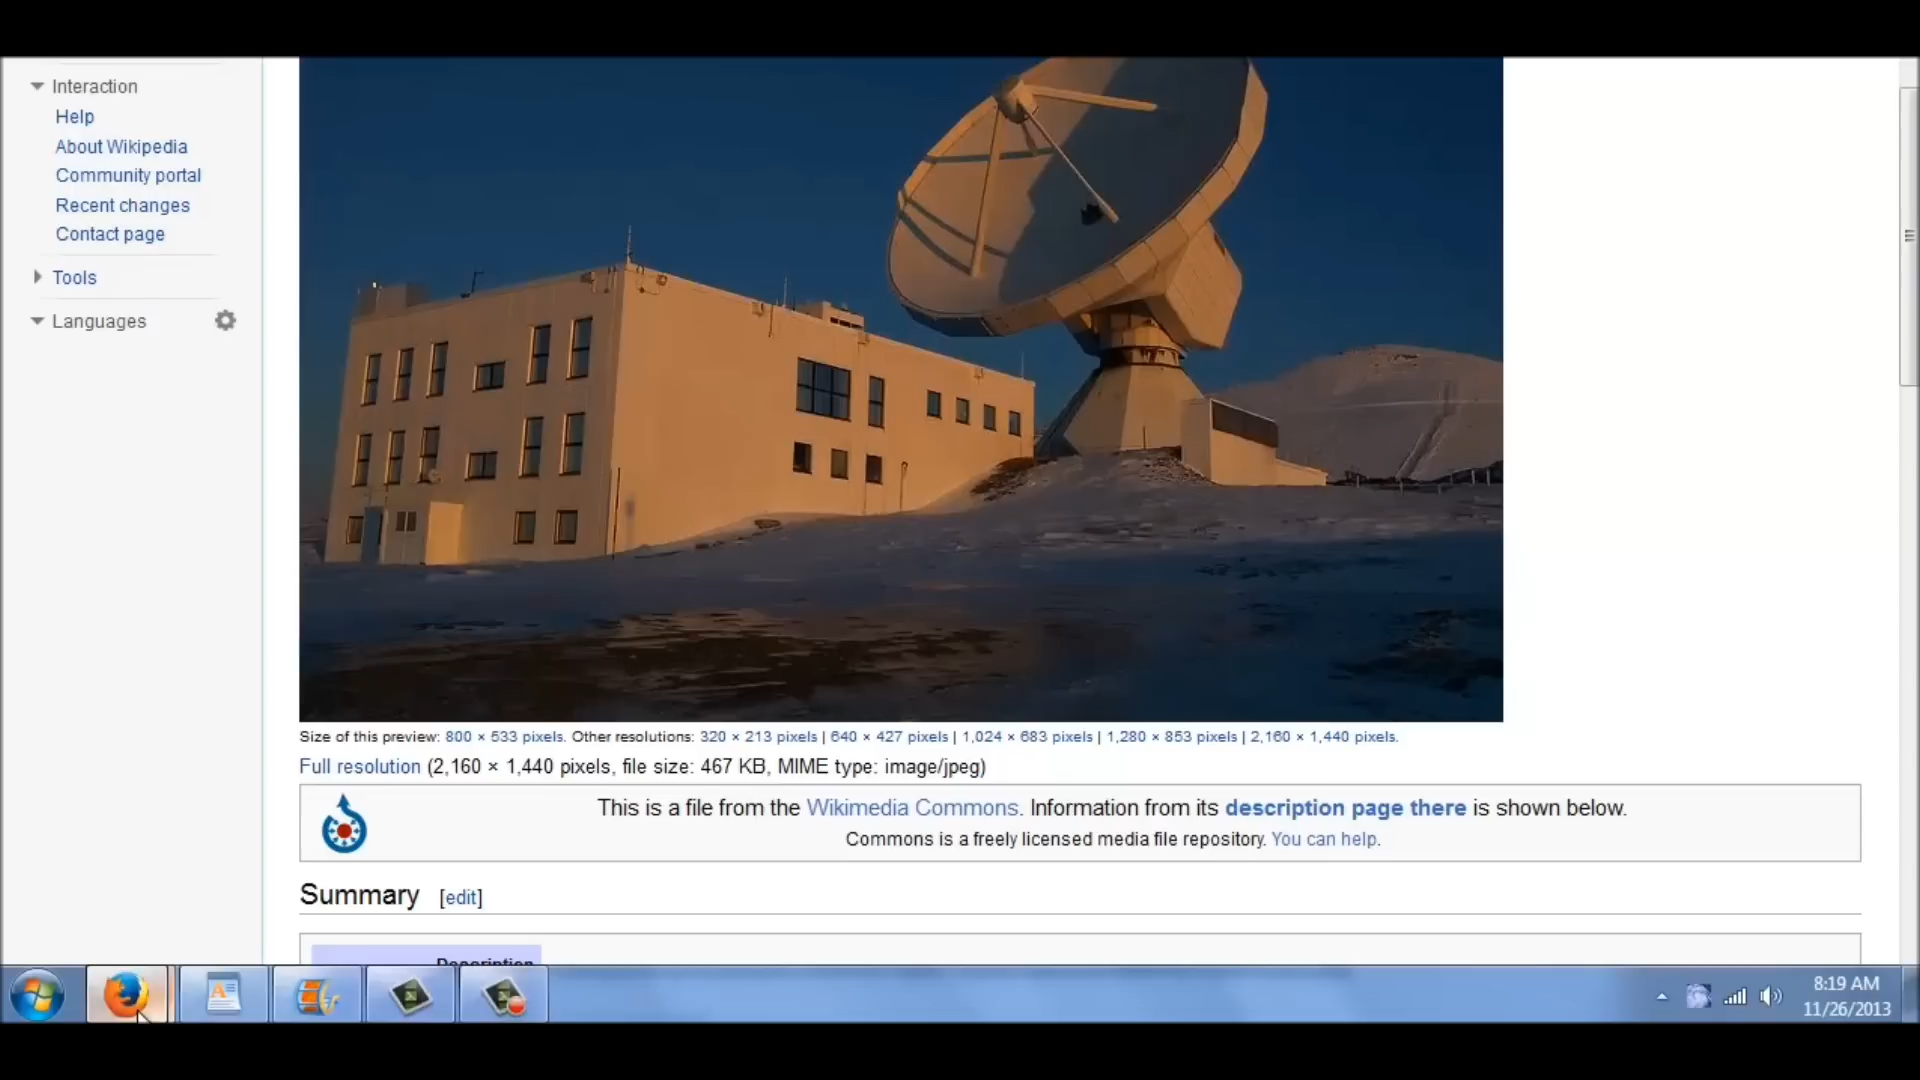 Interaction
Help
About Wikipedia
Community portal
Recent changes
Contact page
Tools
Languages
Size of this preview: 800 × 533 pixels. Other resolutions: 320 × 213 pixels | 640 × 427 pixels | 1,024 × 683 pixels | 1,280 × 853 pixels | 2,160 × 1,440 pixels.
Full resolution (2,160 × 1,440 pixels, file size: 467 KB, MIME type: image/jpeg)
This is a file from the Wikimedia Commons. Information from its description page there is shown below.
Commons is a freely licensed media file repository. You can help.
Summary [edit]
Description
8:19 AM
11/26/2013